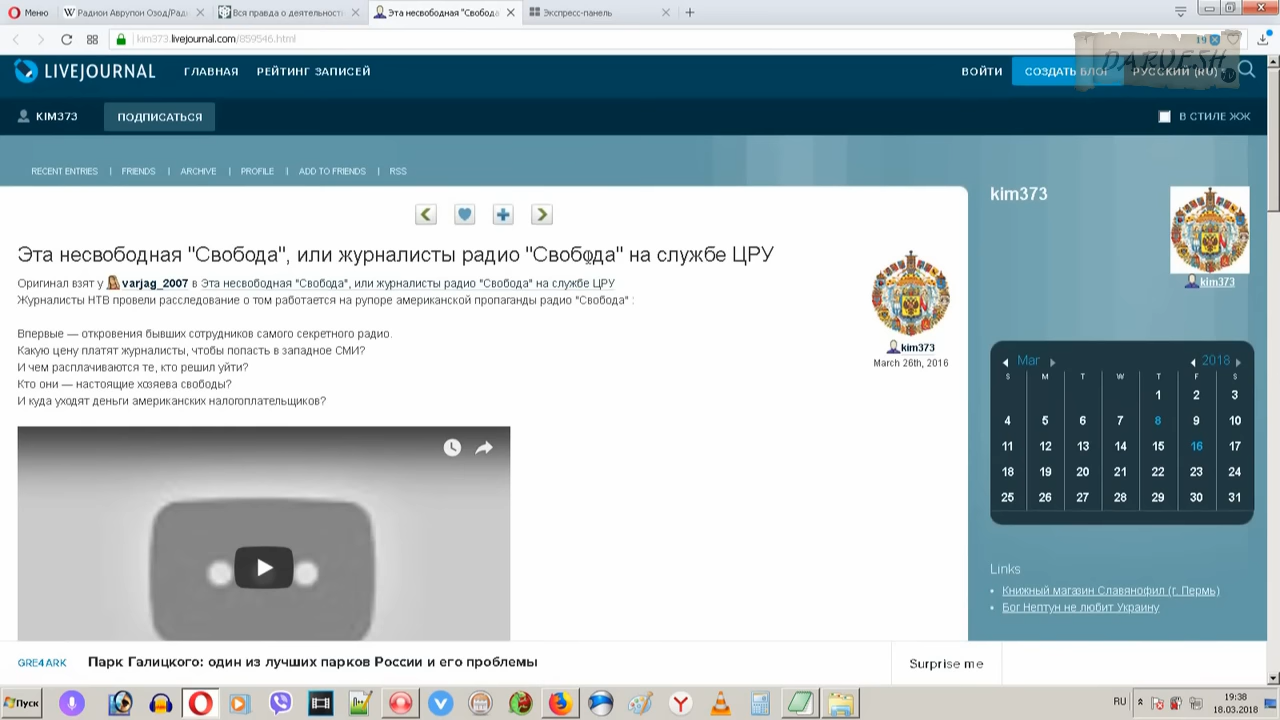 Меню
Радион Аврупои Озод/Рад
Вся правда о деятельност
Эта несвободная "Свобода
Экспресс-панель
kim373.livejournal.com/859546.html
19
DARVESH
LIVEJOURNAL
ГЛАВНАЯ
РЕЙТИНГ ЗАПИСЕЙ
ВОЙТИ
СОЗДАТЬ БЛОГ
РУССКИЙ (RU)
KIM373
ПОДПИСАТЬСЯ
В СТИЛЕ ЖЖ
RECENT ENTRIES | FRIENDS | ARCHIVE | PROFILE | ADD TO FRIENDS | RSS
Эта несвободная "Свобода", или журналисты радио "Свобода" на службе ЦРУ
Оригинал взят у varjag_2007 в Эта несвободная "Свобода", или журналисты радио "Свобода" на службе ЦРУ
Журналисты НТВ провели расследование о том работается на рупоре американской пропаганды радио "Свобода" :
Впервые — откровения бывших сотрудников самого секретного радио.
Какую цену платят журналисты, чтобы попасть в западное СМИ?
И чем расплачиваются те, кто решил уйти?
Кто они — настоящие хозяева свободы?
И куда уходят деньги американских налогоплательщиков?
kim373
March 26th, 2016
kim373
kim373
Mar
2018
S M T W T F S
1 2 3
4 5 6 7 8 9 10
11 12 13 14 15 16 17
18 19 20 21 22 23 24
25 26 27 28 29 30 31
Links
Книжный магазин Славянофил (г. Пермь)
Бог Нептун не любит Украину
GRE4ARK
Парк Галицкого: один из лучших парков России и его проблемы
Surprise me
Пуск
RU
19:38
18.03.2018